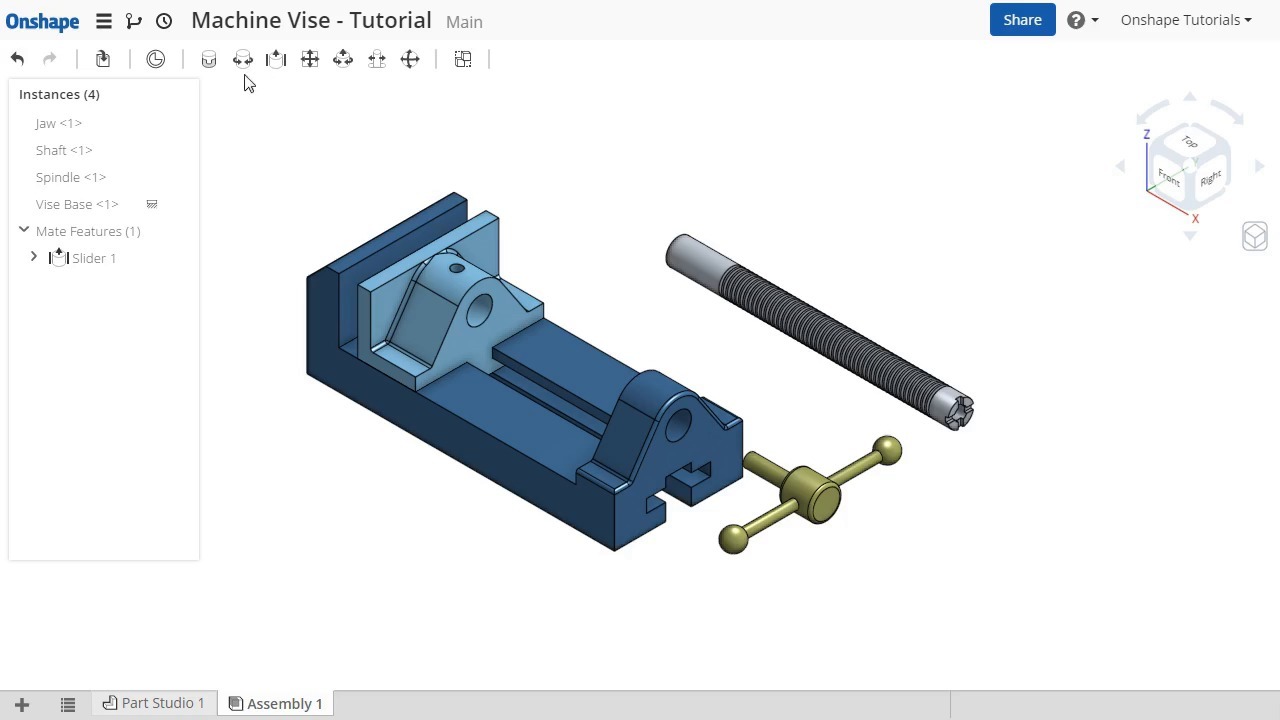 Onshape Machine Vise - Tutorial Main Share ? Onshape Tutorials
Instances (4)
Jaw <1>
Shaft <1>
Spindle <1>
Vise Base <1>
Mate Features (1)
Slider 1
Z
Top
Front
Right
X
Part Studio 1
Assembly 1